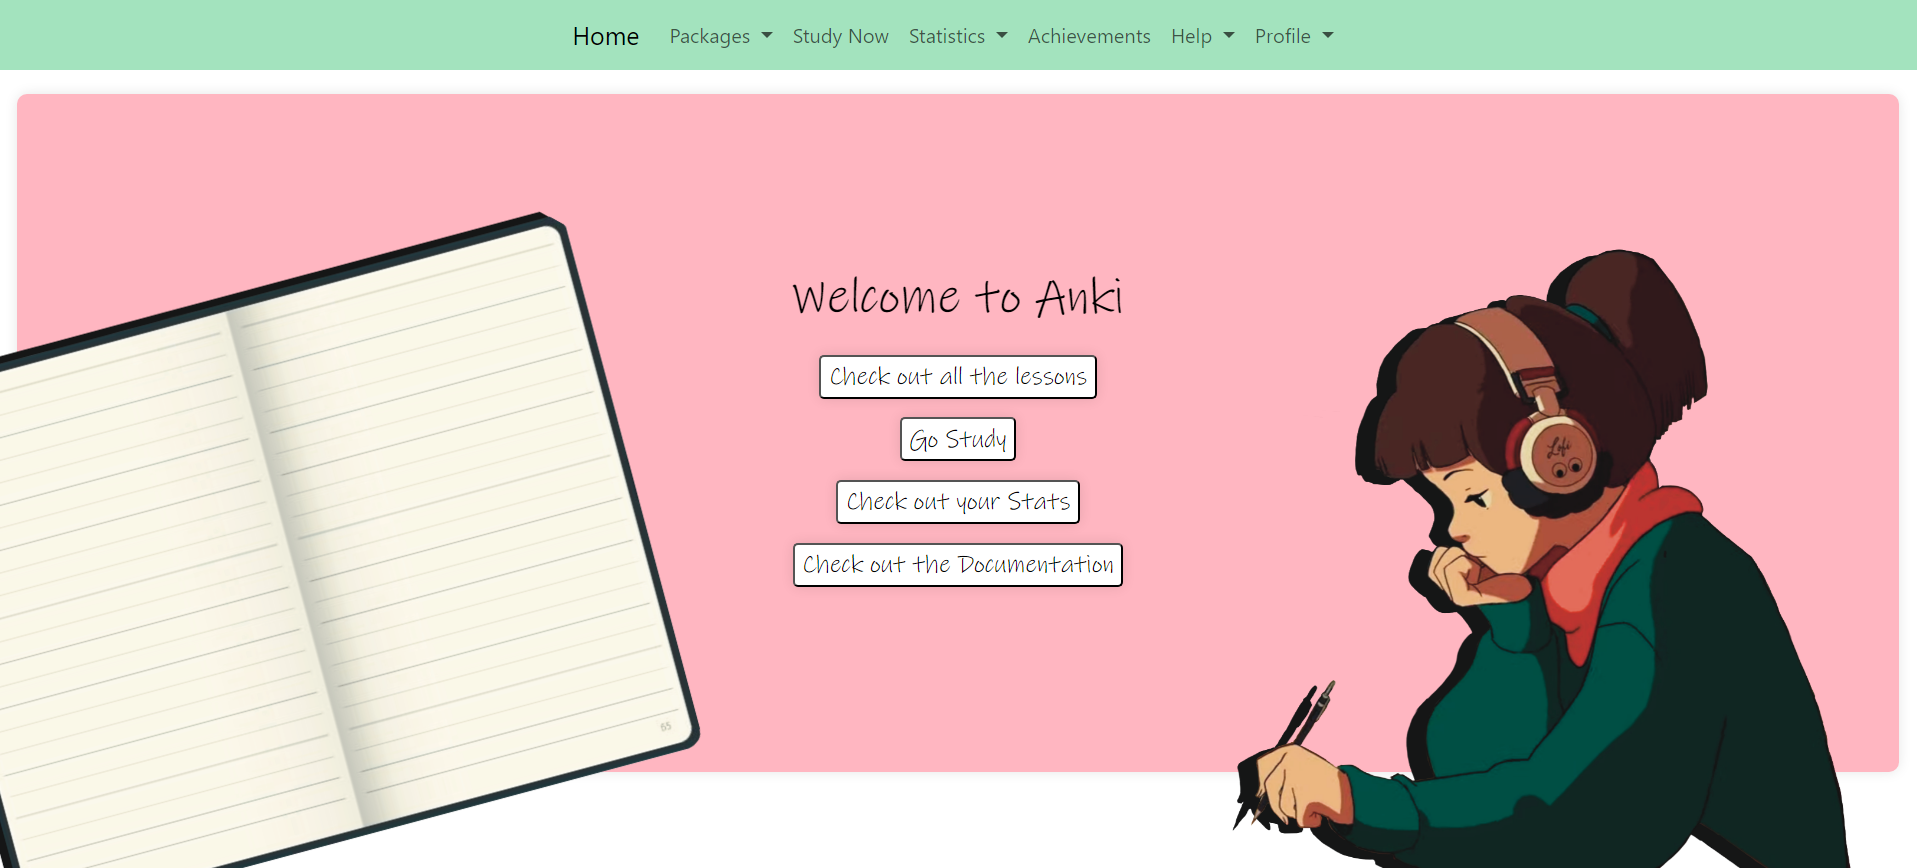 Home Packages Study Now Statistics Achievements Help Profile
Welcome to Anki
Check out all the lessons
Go Study
Check out your Stats
Check out the Documentation
Lofi
55